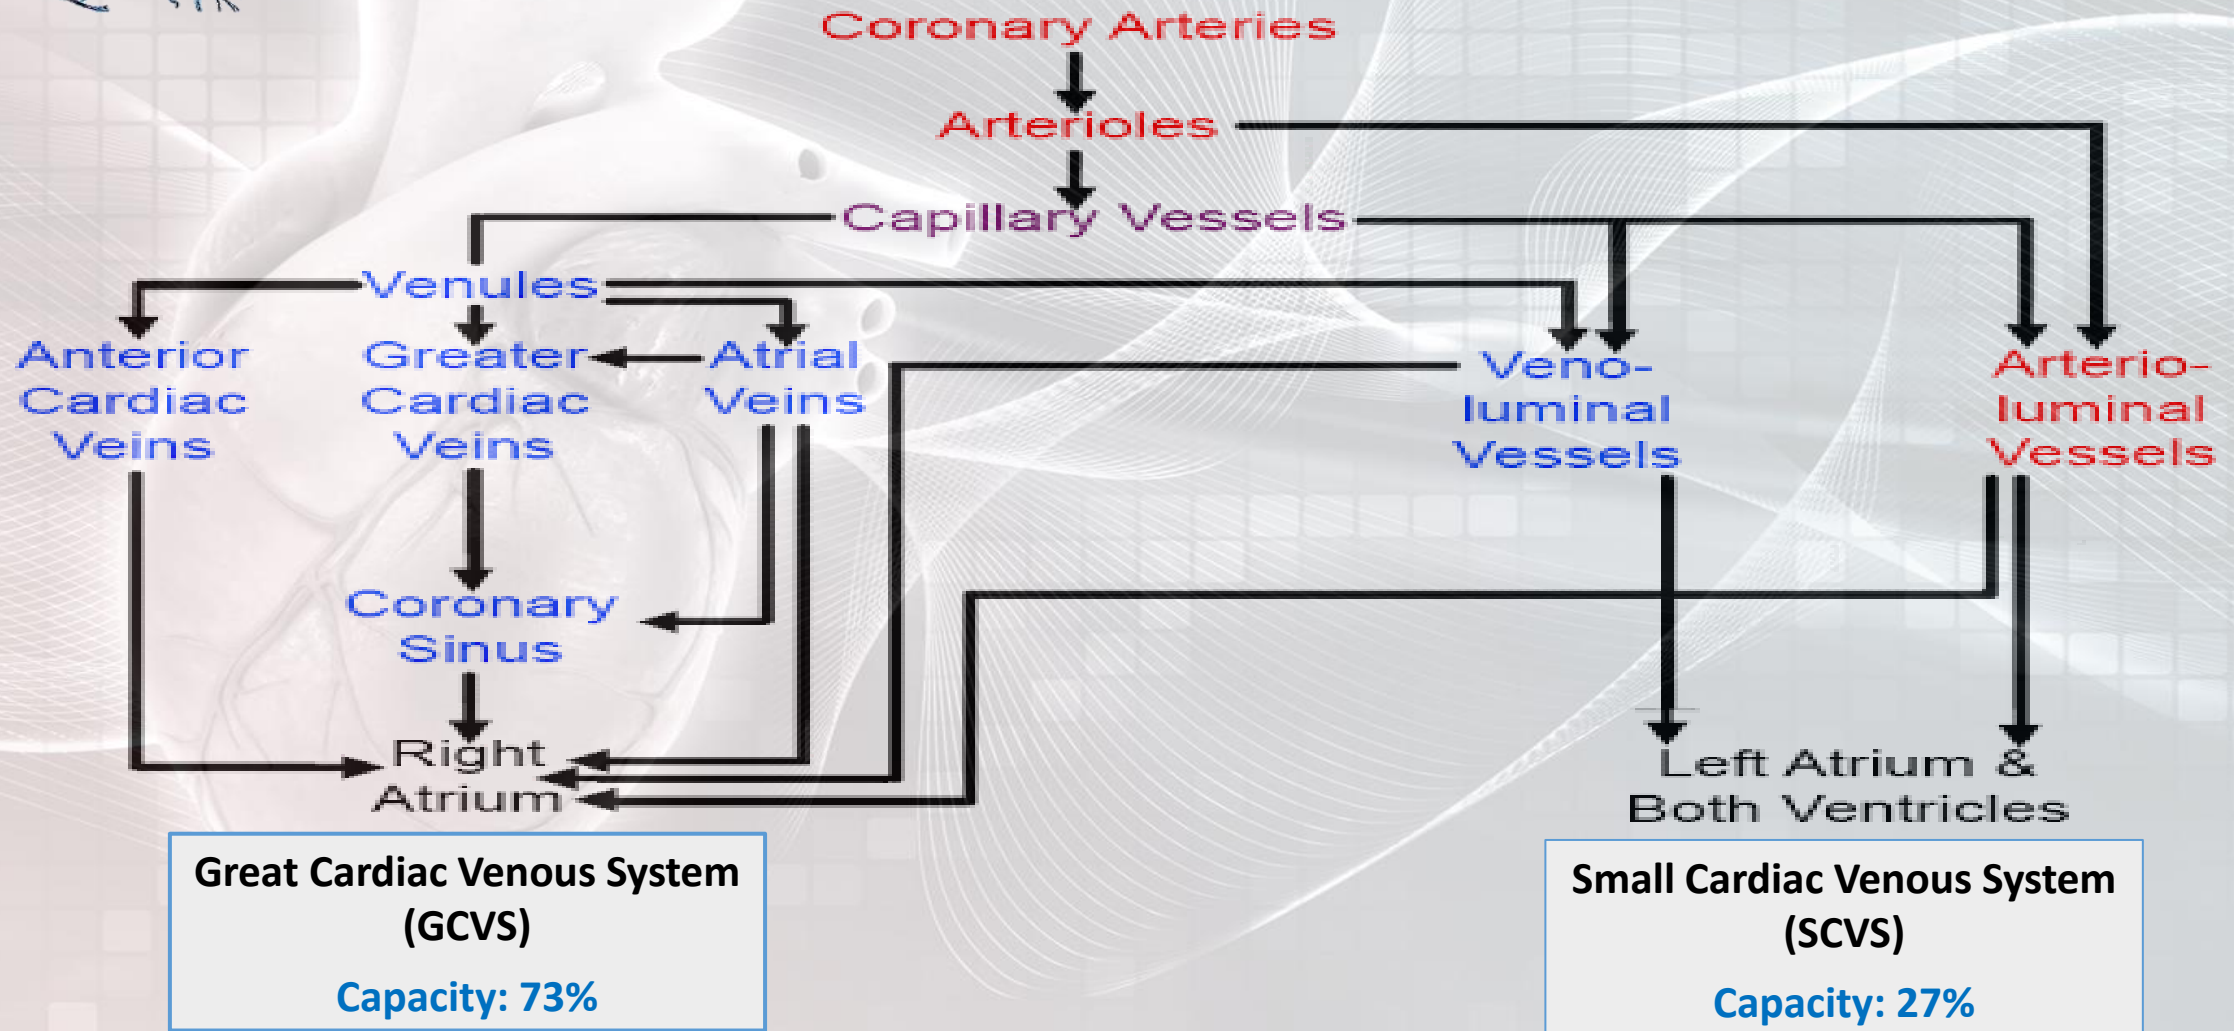 Coronary Arteries
Arterioles
Capillary Vessels
Venules
Anterior
Cardiac
Veins
Greater
Cardiac
Veins
Atrial
Veins
Veno-
luminal
Vessels
Arterio-
luminal
Vessels
Coronary
Sinus
Right
Atrium
Left Atrium &
Both Ventricles
Great Cardiac Venous System
(GCVS)
Capacity: 73%
Small Cardiac Venous System
(SCVS)
Capacity: 27%